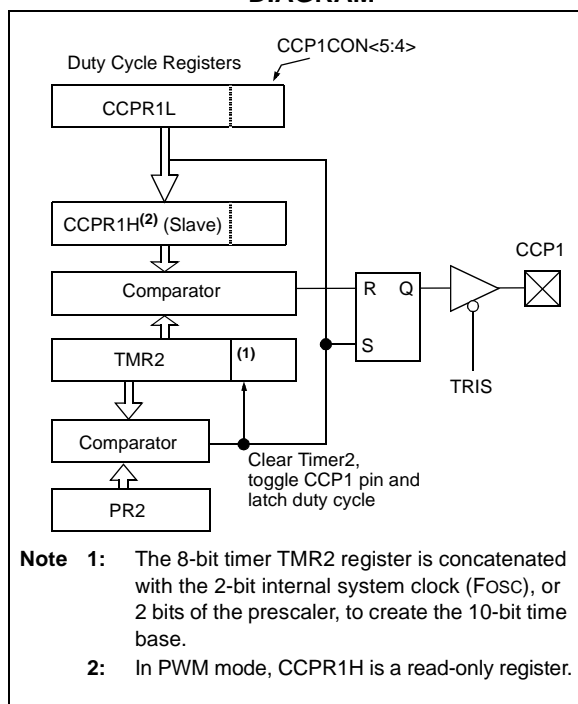 DIAGRAM
CCP1CON<5:4>
Duty Cycle Registers
CCPR1L
CCPR1H(2) (Slave)
CCP1
Comparator
R Q
TMR2 (1)
S
TRIS
Comparator
Clear Timer2,
toggle CCP1 pin and
latch duty cycle
PR2
Note 1: The 8-bit timer TMR2 register is concatenated
with the 2-bit internal system clock (FOSC), or
2 bits of the prescaler, to create the 10-bit time
base.
2: In PWM mode, CCPR1H is a read-only register.